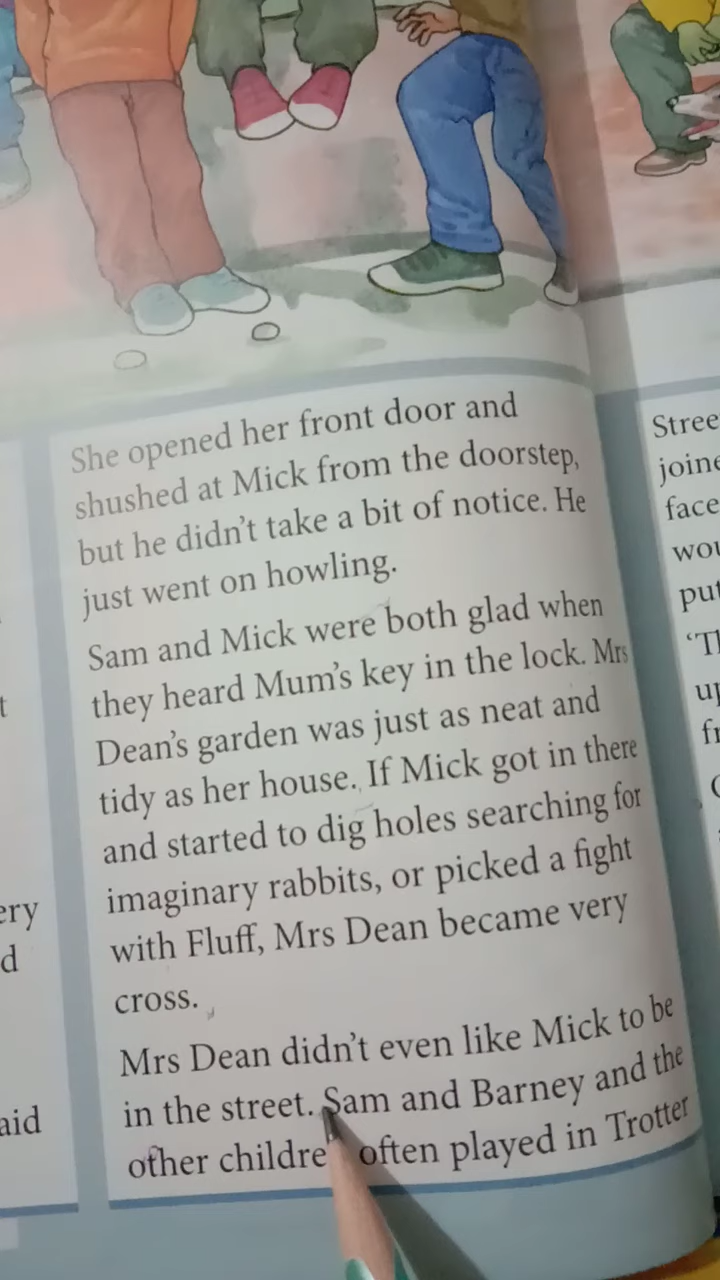 She opened her front door and
shushed at Mick from the doorstep,
but he didn't take a bit of notice. He
just went on howling.
Sam and Mick were both glad when
they heard Mum's key in the lock. Mrs
Dean's garden was just as neat and
tidy as her house. If Mick got in there
and started to dig holes searching for
imaginary rabbits, or picked a fight
with Fluff, Mrs Dean became very
cross.
Mrs Dean didn't even like Mick to be
in the street. Sam and Barney and the
other often played in Trotter